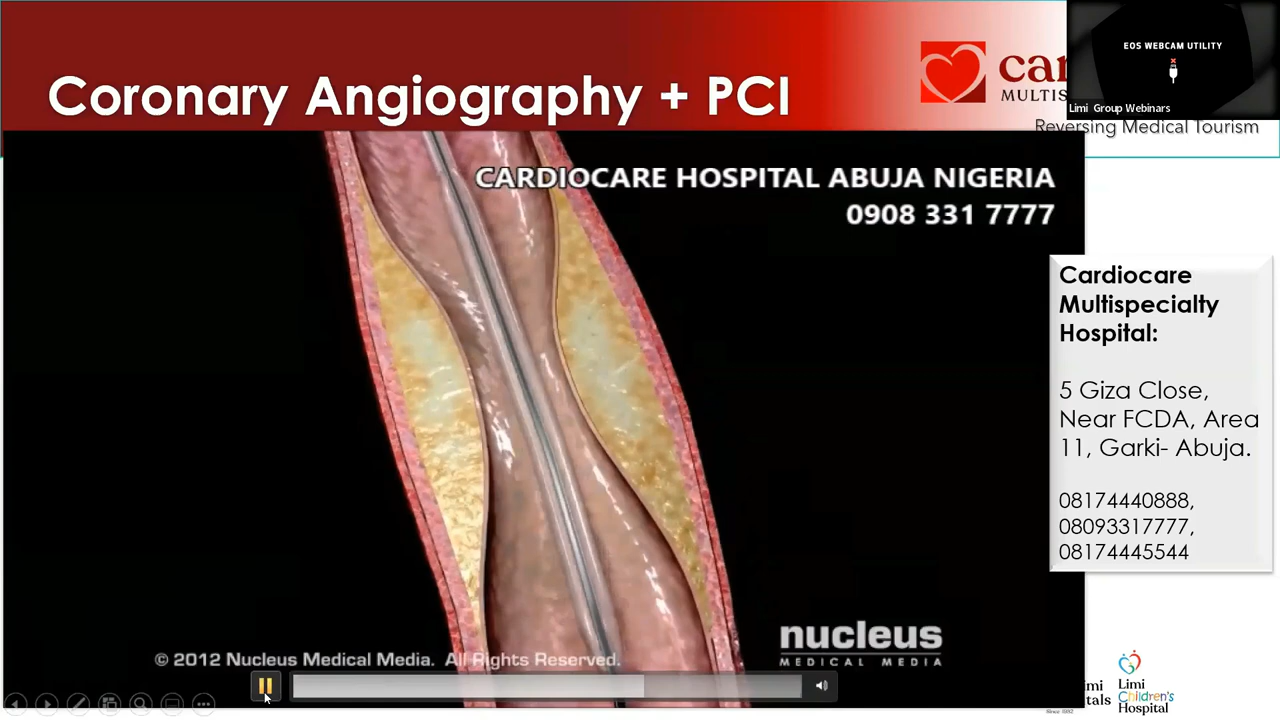 Coronary Angiography + PCI
EOS WEBCAM UTILITY
Limi Group Webinars
Reversing Medical Tourism
CARDIOCARE HOSPITAL ABUJA NIGERIA
0908 331 7777
Cardiocare
Multispecialty
Hospital:
5 Giza Close,
Near FCDA, Area
11, Garki- Abuja.
08174440888,
08093317777,
08174445544
nucleus
MEDICAL MEDIA
© 2012 Nucleus Medical Media. All Rights Reserved.
Limi
Children's
Hospital